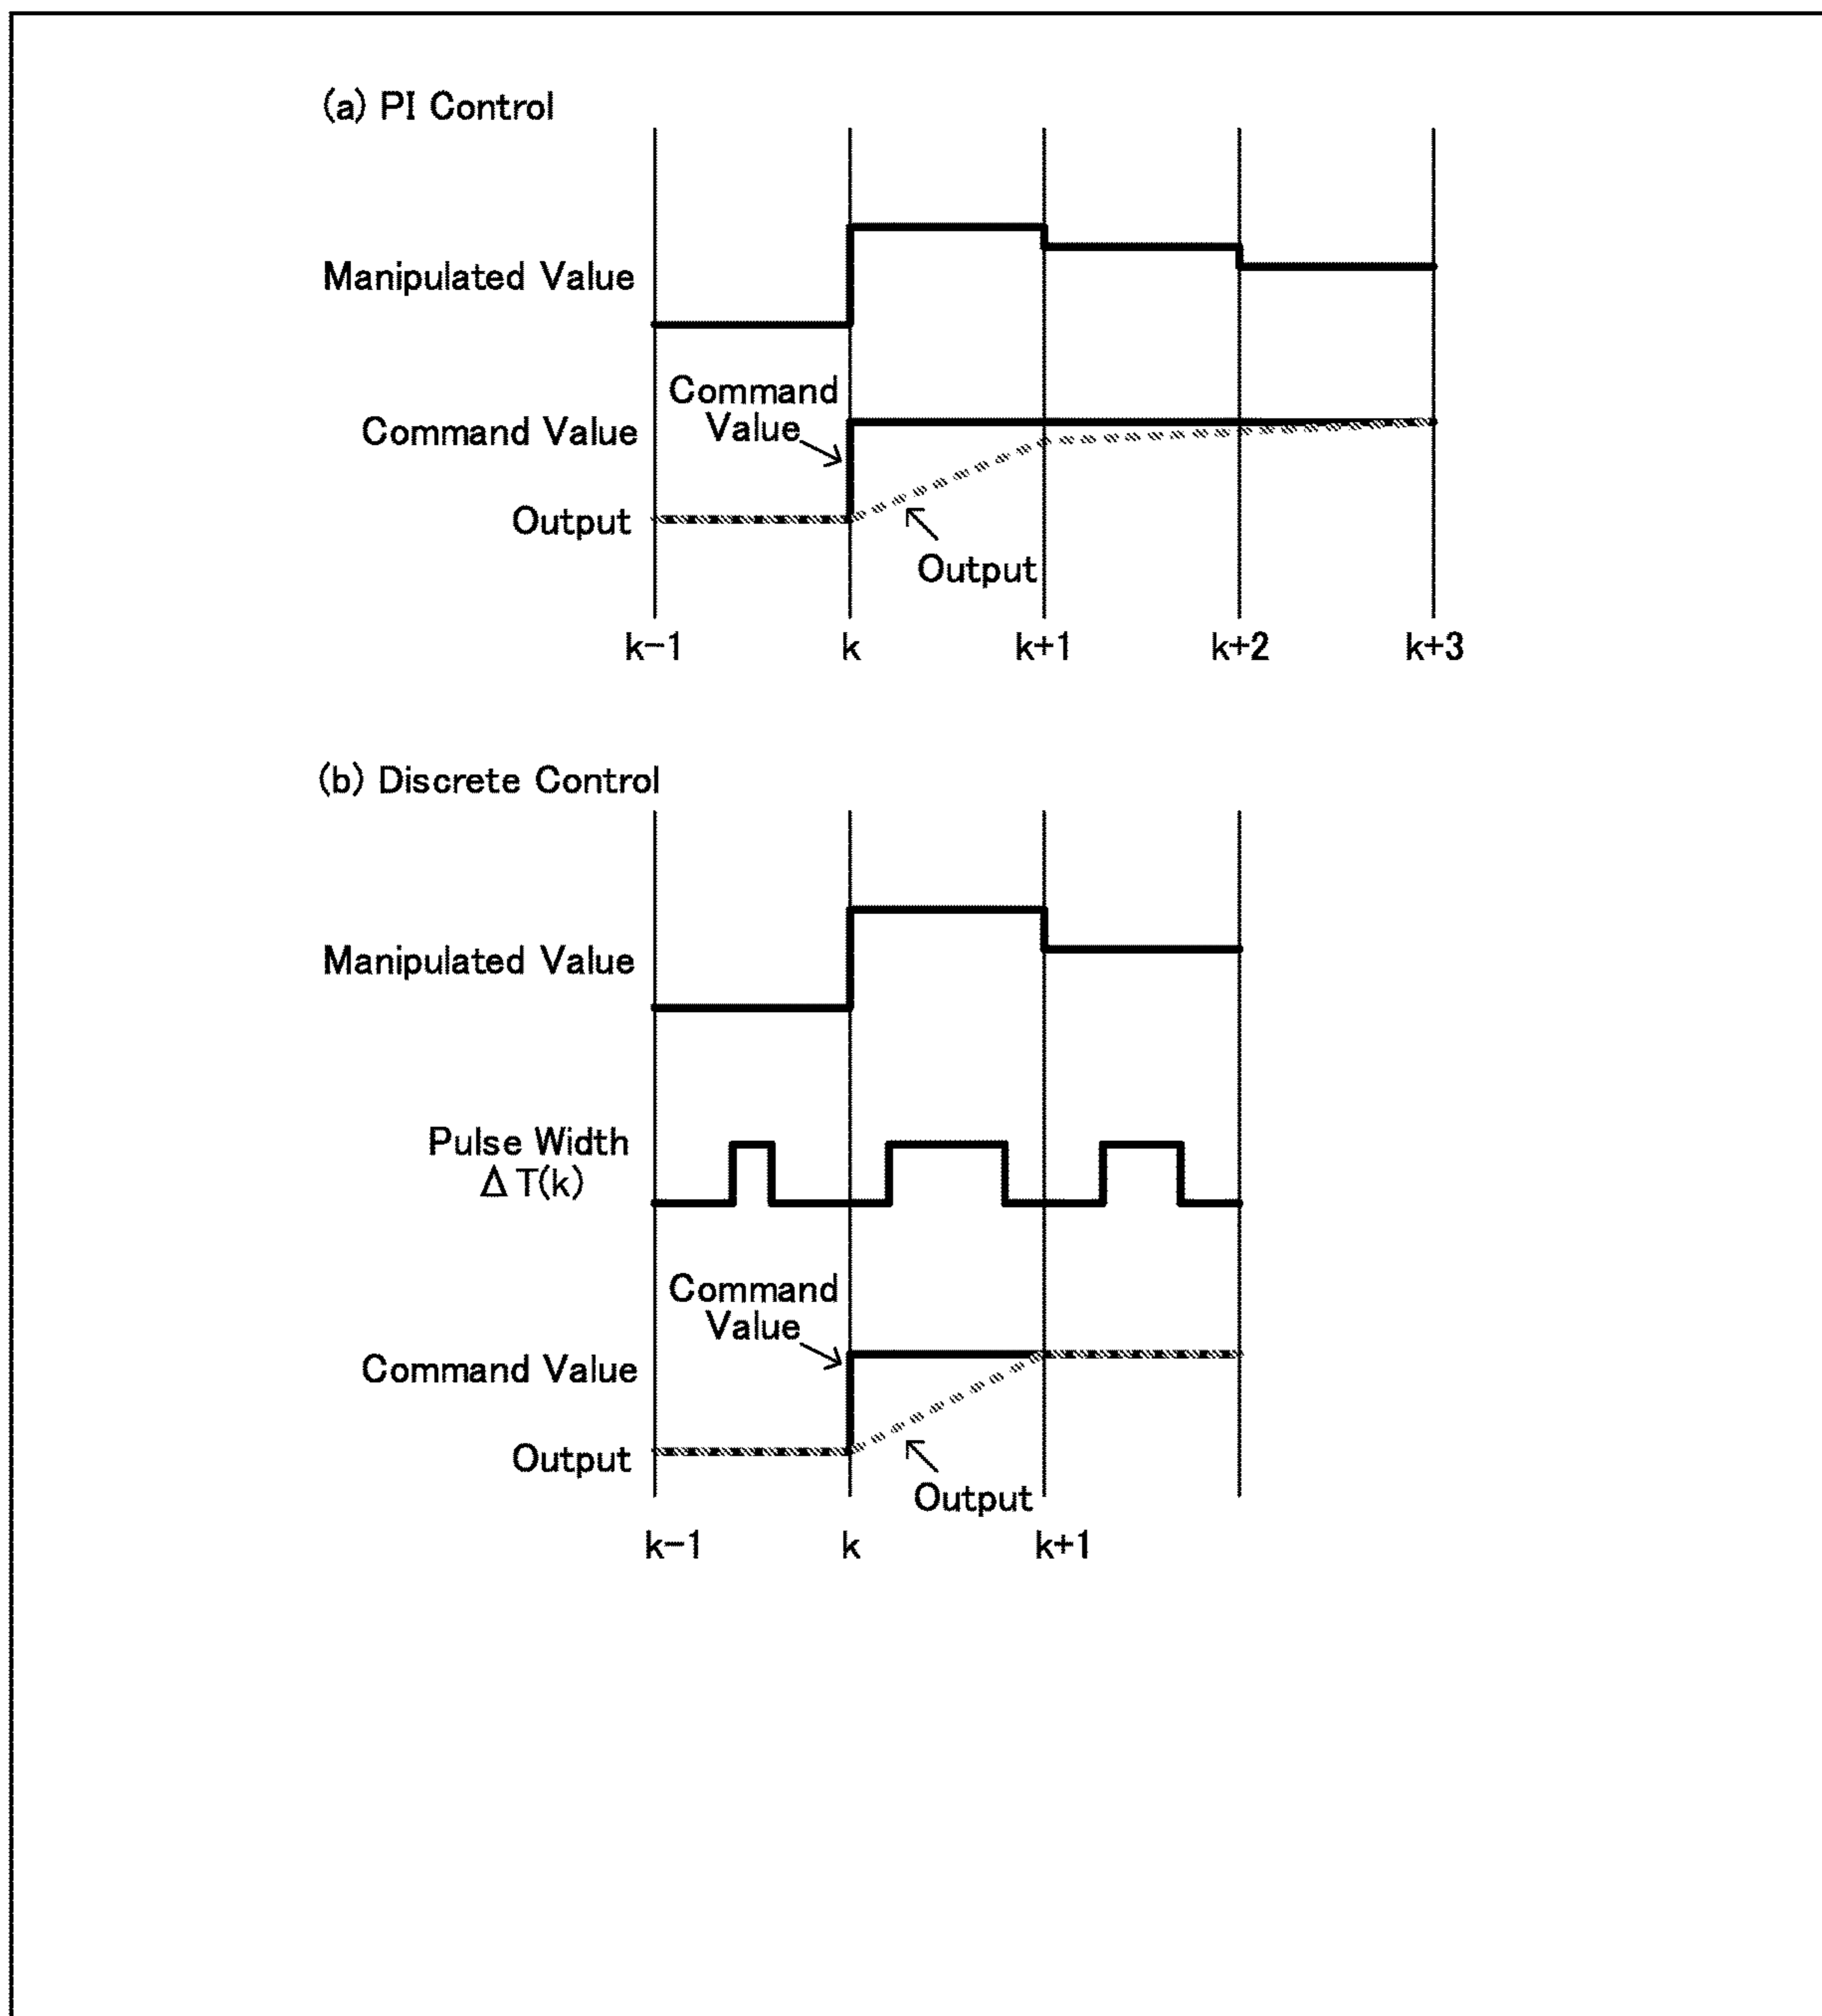 (a) PI Control
Manipulated Value
Command
Value
Command Value
Output
Output
k-1 k k+1 k+2 k+3
(b) Discrete Control
Manipulated Value
Pulse Width
Δ T(k)
Command
Value
Command Value
Output
Output
k-1 k k+1